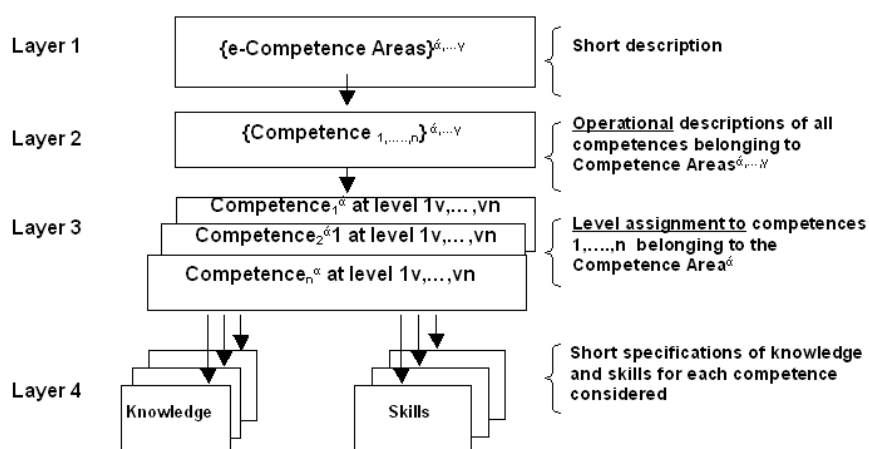 Layer 1
{e-Competence Areas}ά,...γ
Short description
Layer 2
{Competence 1,.....,n} ά,...γ
Operational descriptions of all
competences belonging to
Competence Areasά,...,γ
Layer 3
Competence1ά at level 1v,...,vn
Competence2ά1 at level 1v,...,vn
Competencenα at level 1v,...,vn
Level assignment to competences
1,....,n belonging to the
Competence Areaά
Layer 4
Knowledge
Skills
Short specifications of knowledge
and skills for each competence
considered